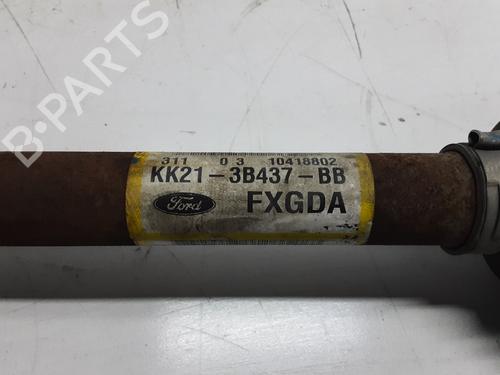 B-PARTS
311 03 10418802
KK21-3B437-BB
Ford FXGDA